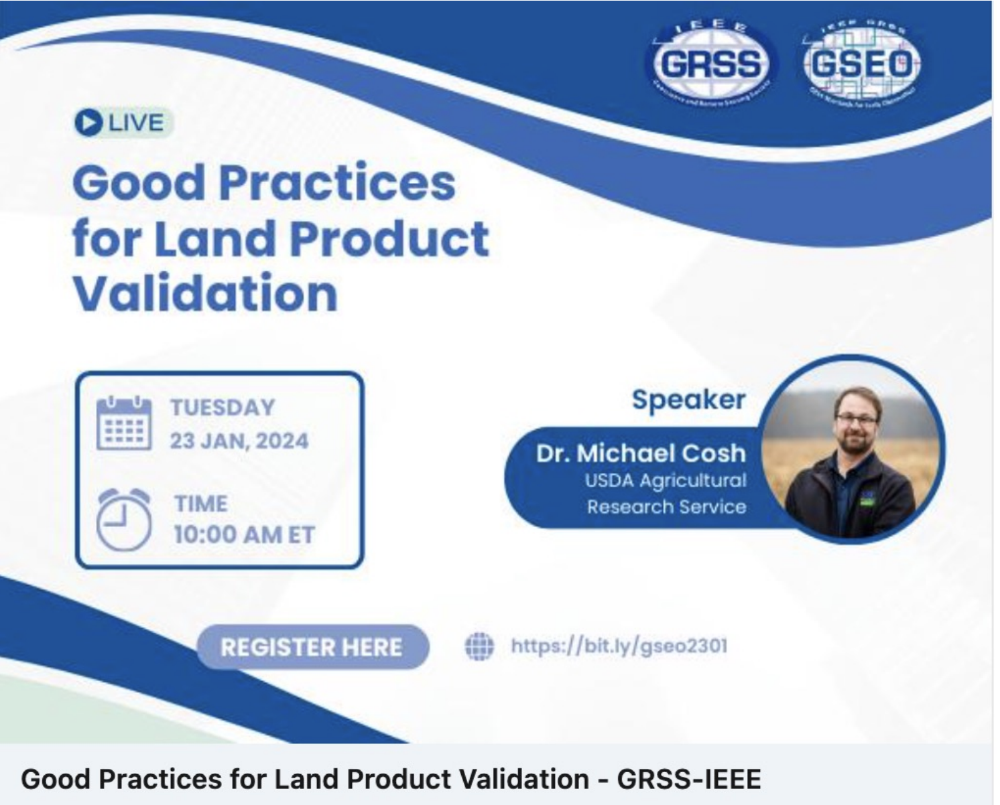 IEEE
GRSS
Geoscience and Remote Sensing Society
IEEE GRSS
GSEO
LIVE
Good Practices
for Land Product
Validation
TUESDAY
23 JAN, 2024
TIME
10:00 AM ET
Speaker
Dr. Michael Cosh
USDA Agricultural
Research Service
REGISTER HERE
https://bit.ly/gseo2301
Good Practices for Land Product Validation - GRSS-IEEE